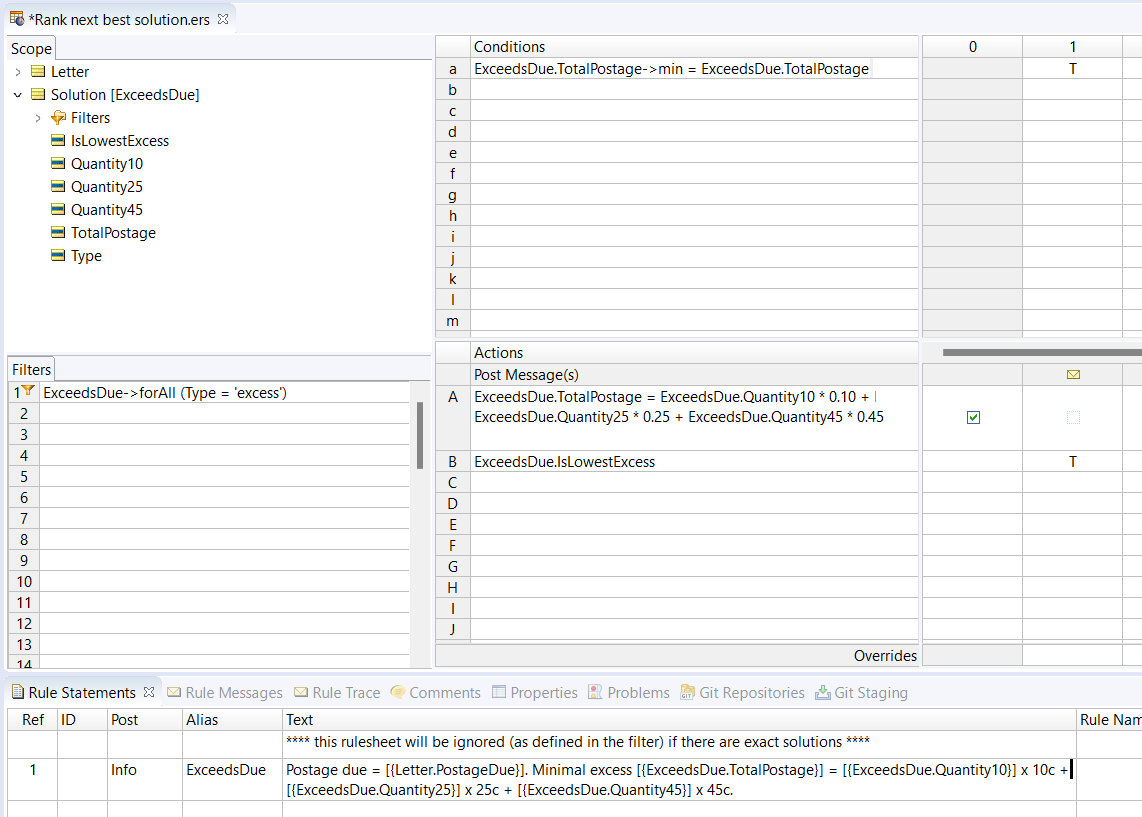 *Rank next best solution.ers
Scope
Letter
Solution [ExceedsDue]
Filters
IsLowestExcess
Quantity10
Quantity25
Quantity45
TotalPostage
Type
Conditions 0 1
a ExceedsDue.TotalPostage->min = ExceedsDue.TotalPostage T
b
c
d
e
f
g
h
i
j
k
l
m
Filters
1 ExceedsDue->forAll (Type = 'excess')
2
3
4
5
6
7
8
9
10
11
12
13
14
Actions
Post Message(s)
A ExceedsDue.TotalPostage = ExceedsDue.Quantity10 * 0.10 +
ExceedsDue.Quantity25 * 0.25 + ExceedsDue.Quantity45 * 0.45
B ExceedsDue.IsLowestExcess T
C
D
E
F
G
H
I
J
Overrides
Rule Statements Rule Messages Rule Trace Comments Properties Problems Git Repositories Git Staging
Ref ID Post Alias Text Rule Nam
**** this rulesheet will be ignored (as defined in the filter) if there are exact solutions ****
1 Info ExceedsDue Postage due = [{Letter.PostageDue}]. Minimal excess [{ExceedsDue.TotalPostage}] = [{ExceedsDue.Quantity10}] x 10c +
[{ExceedsDue.Quantity25}] x 25c + [{ExceedsDue.Quantity45}] x 45c.